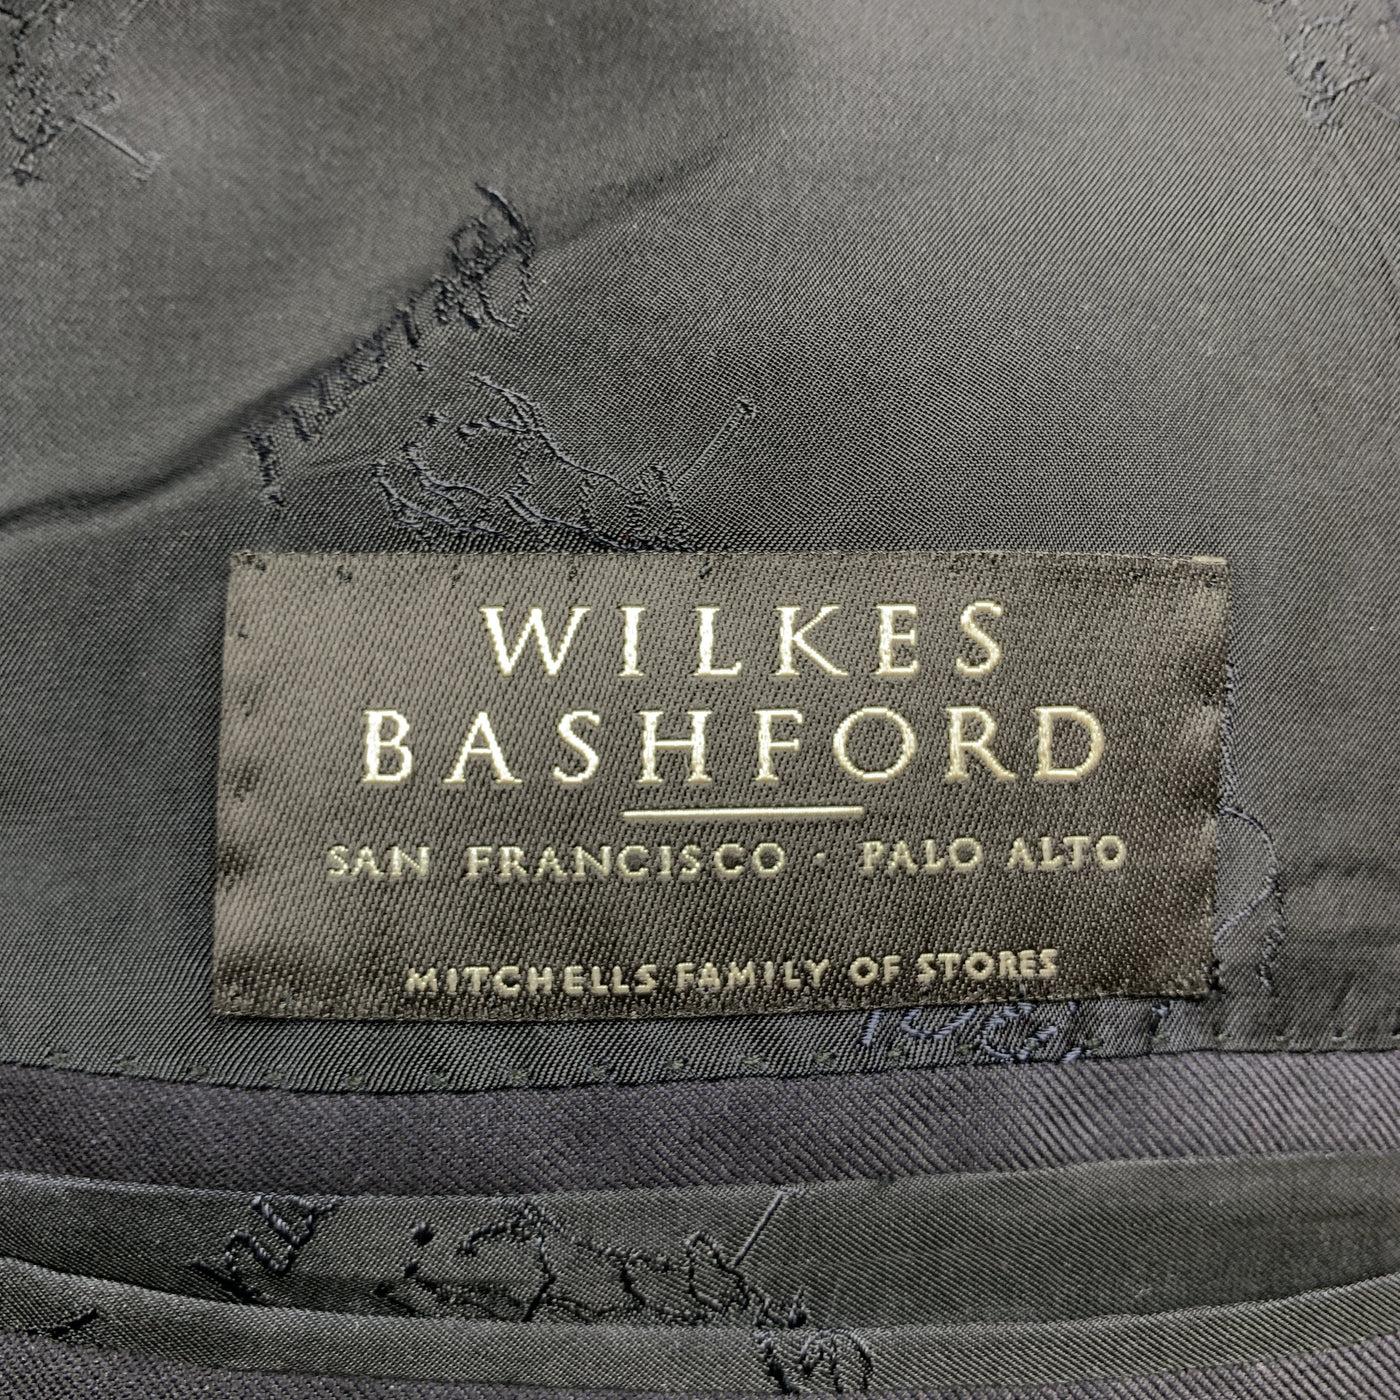 WILKES
BASHFORD
SAN FRANCISCO · PALO ALTO
MITCHELLS FAMILY OF STORES